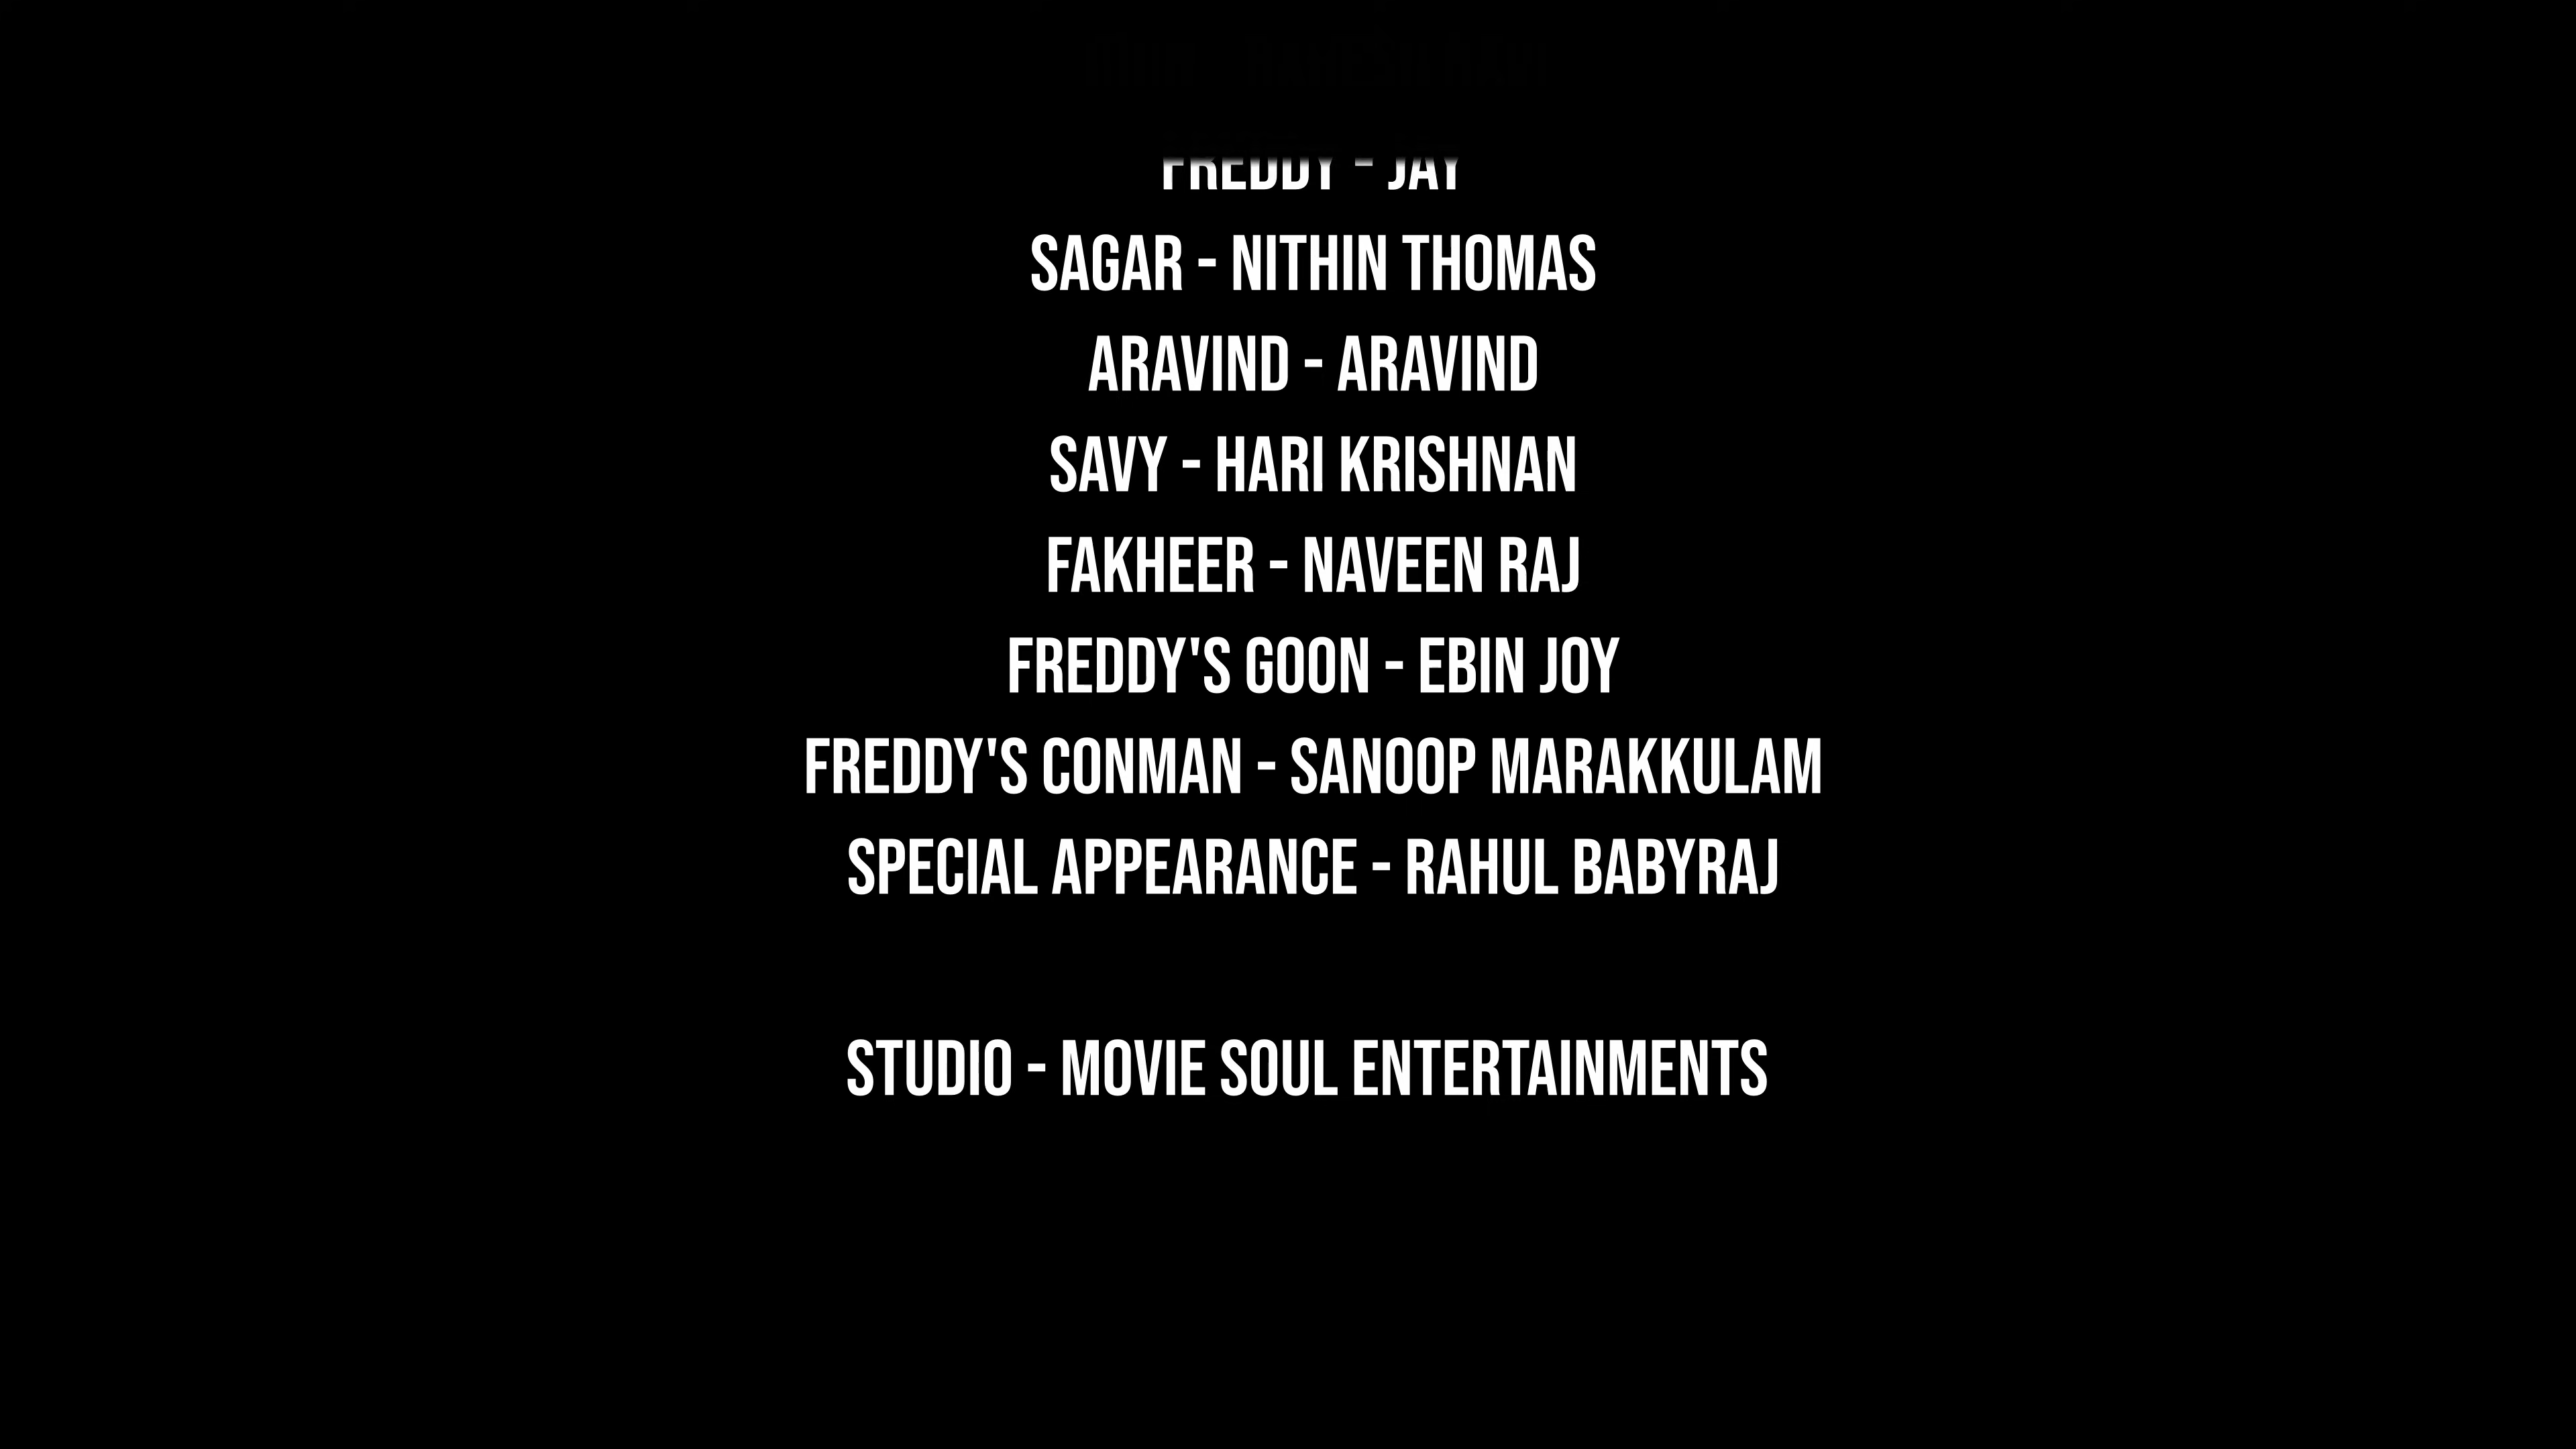 FREDDY - JAY
SAGAR - NITHIN THOMAS
ARAVIND - ARAVIND
SAVY - HARI KRISHNAN
FAKHEER - NAVEEN RAJ
FREDDY'S GOON - EBIN JOY
FREDDY'S CONMAN - SANOOP MARAKKULAM
SPECIAL APPEARANCE - RAHUL BABYRAJ
STUDIO - MOVIE SOUL ENTERTAINMENTS